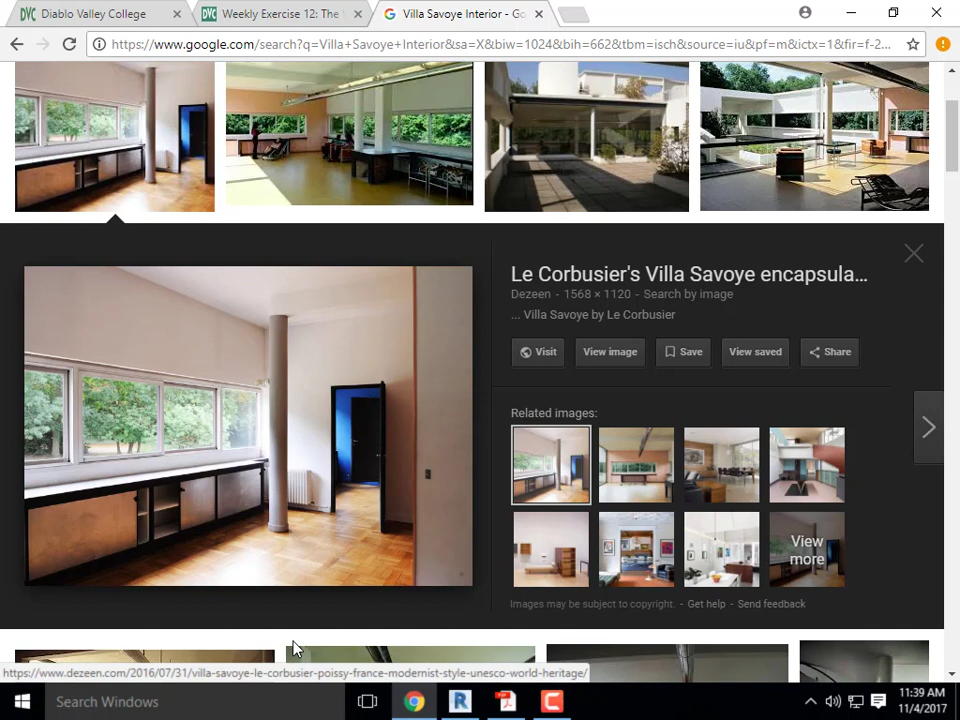 DVC Diablo Valley College
DVC Weekly Exercise 12: The
Villa Savoye Interior - Go
https://www.google.com/search?q=Villa+Savoye+Interior&sa=X&biw=1024&bih=662&tbm=isch&source=iu&pf=m&ictx=1&fir=f-2...
Le Corbusier's Villa Savoye encapsula...
Dezeen - 1568 × 1120 - Search by image
... Villa Savoye by Le Corbusier
Visit View image Save View saved Share
Related images:
View
more
Images may be subject to copyright. - Get help - Send feedback
https://www.dezeen.com/2016/07/31/villa-savoye-le-corbusier-poissy-france-modernist-style-unesco-world-heritage/
Search Windows
11:39 AM
11/4/2017